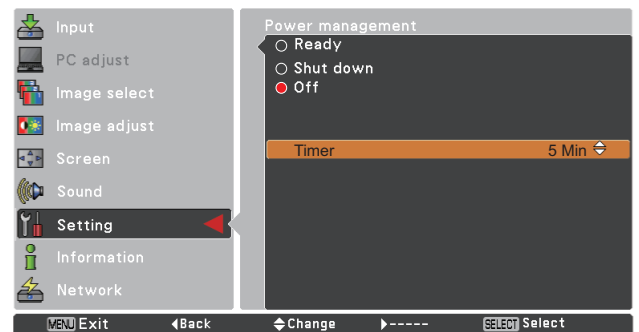 Input
PC adjust
Image select
Image adjust
Screen
Sound
Setting
Information
Network
Power management
Ready
Shut down
Off
Timer 5 Min
MENU Exit Back Change ----- SELECT Select